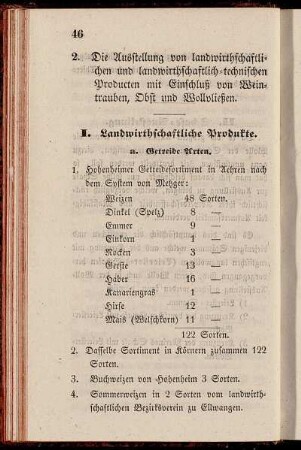 46
2. Die Ausstellung von landwirthschaftli-
chen und landwirthschaftlich-technischen
Producten mit Einschluß von Wein-
trauben, Obst und Wollvließen.
I. Landwirthschaftliche Produkte.
a. Getreide Arten.
1. Hohenheimer Getreidesortiment in Aehren nach
dem System von Metzger:
Weizen 48 Sorten.
Dinkel (Spelz) 8 —
Emmer 9 —
Einkorn 1 —
Rocken 3 —
Gerste 13 —
Haber 16 —
Kanariengras 1 —
Hirse 12 —
Mais (Welschkorn) 11 —
122 Sorten.
2. Dasselbe Sortiment in Körnern zusammen 122
Sorten.
3. Buchweizen von Hohenheim 3 Sorten.
4. Sommerweizen in 2 Sorten vom landwirth-
schaftlichen Bezirksverein zu Ellwangen.